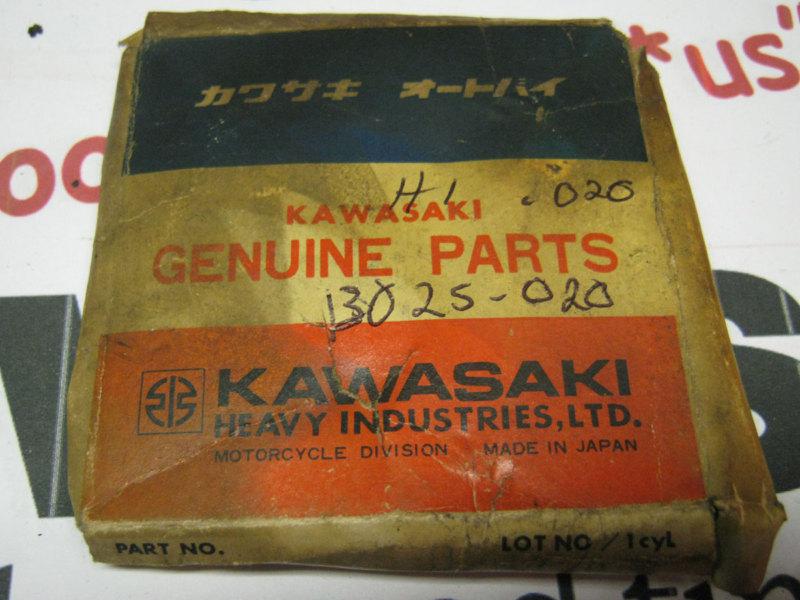 カワサキ オートバイ
H1 .020
KAWASAKI
GENUINE PARTS
13025-020
KAWASAKI
HEAVY INDUSTRIES, LTD.
MOTORCYCLE DIVISION MADE IN JAPAN
PART NO. LOT NO / 1cyL
*us"